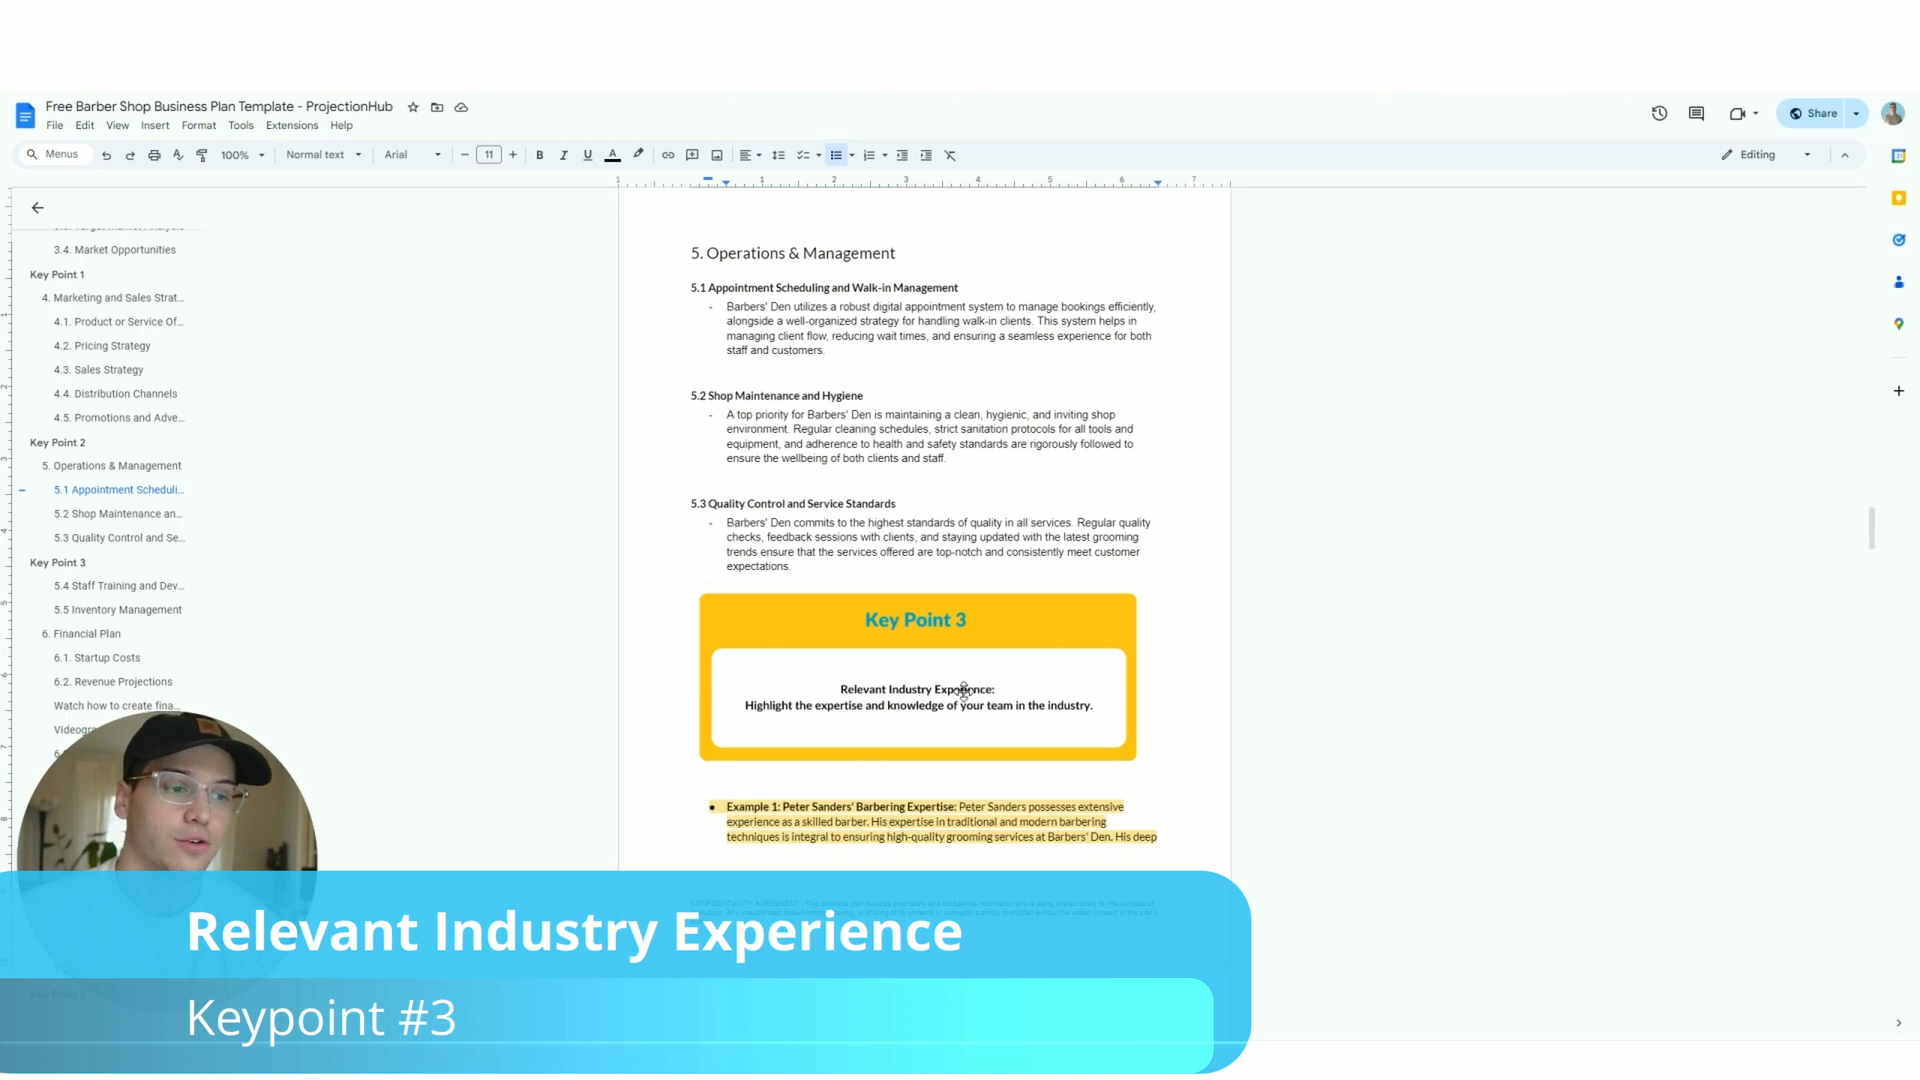 Free Barber Shop Business Plan Template - ProjectionHub
File Edit View Insert Format Tools Extensions Help
Share
Menus
100%
Normal text
Arial
11
Editing
1 1 2 3 4 5 6 7
3.4. Market Opportunities
Key Point 1
4. Marketing and Sales Strat...
4.1. Product or Service Of...
4.2. Pricing Strategy
4.3. Sales Strategy
4.4. Distribution Channels
4.5. Promotions and Adve...
Key Point 2
5. Operations & Management
5.1 Appointment Scheduli...
5.2 Shop Maintenance an...
5.3 Quality Control and Se...
Key Point 3
5.4 Staff Training and Dev...
5.5 Inventory Management
6. Financial Plan
6.1. Startup Costs
6.2. Revenue Projections
Watch how to create fina...
5. Operations & Management
5.1 Appointment Scheduling and Walk-in Management
- Barbers' Den utilizes a robust digital appointment system to manage bookings efficiently,
alongside a well-organized strategy for handling walk-in clients. This system helps in
managing client flow, reducing wait times, and ensuring a seamless experience for both
staff and customers.
5.2 Shop Maintenance and Hygiene
- A top priority for Barbers' Den is maintaining a clean, hygienic, and inviting shop
environment. Regular cleaning schedules, strict sanitation protocols for all tools and
equipment, and adherence to health and safety standards are rigorously followed to
ensure the wellbeing of both clients and staff.
5.3 Quality Control and Service Standards
- Barbers' Den commits to the highest standards of quality in all services. Regular quality
checks, feedback sessions with clients, and staying updated with the latest grooming
trends ensure that the services offered are top-notch and consistently meet customer
expectations.
Key Point 3
Relevant Industry Experience:
Highlight the expertise and knowledge of your team in the industry.
● Example 1: Peter Sanders' Barbering Expertise: Peter Sanders possesses extensive
experience as a skilled barber. His expertise in traditional and modern barbering
techniques is integral to ensuring high-quality grooming services at Barbers' Den. His deep
Relevant Industry Experience
Keypoint #3